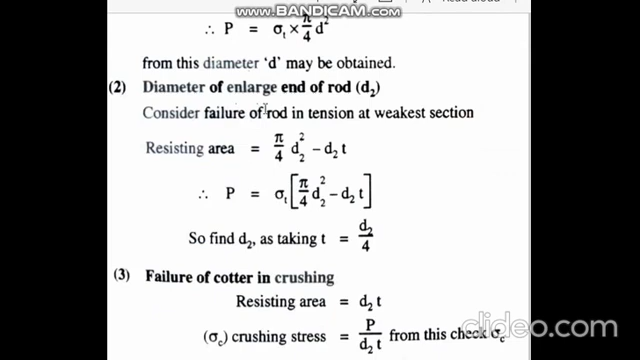 Read aloud
WWW.BANDICAM.COM
∴ P = σt × π/4 d²
from this diameter ‘d’ may be obtained.
(2) Diameter of enlarge end of rod (d₂)
Consider failure of rod in tension at weakest section
Resisting area = π/4 d₂² – d₂ t
∴ P = σt [π/4 d₂² – d₂ t]
So find d₂, as taking t = d₂/4
(3) Failure of cotter in crushing
Resisting area = d₂ t
(σc) crushing stress = P/d₂ t from this check σc
clideo.com